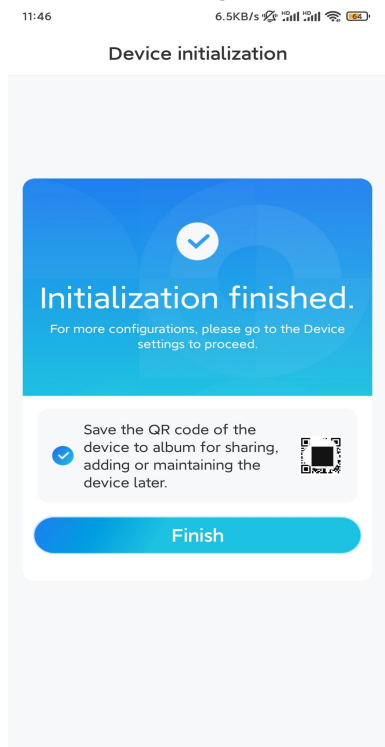 11:46
6.5KB/s HD HD 64
Device initialization
Initialization finished.
For more configurations, please go to the Device
settings to proceed.
Save the QR code of the
device to album for sharing,
adding or maintaining the
device later.
Finish